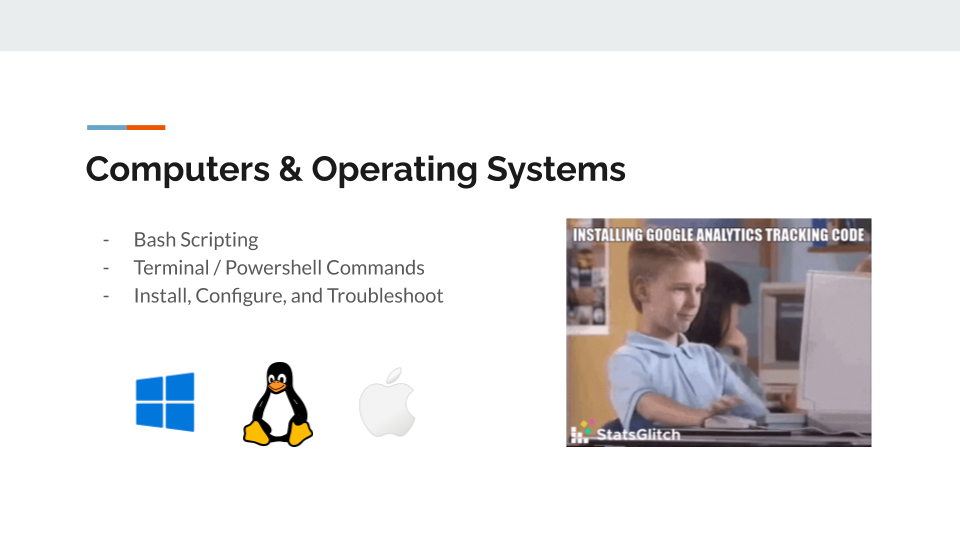 Computers & Operating Systems
- Bash Scripting
- Terminal / Powershell Commands
- Install, Configure, and Troubleshoot
INSTALLING GOOGLE ANALYTICS TRACKING CODE
StatsGlitch